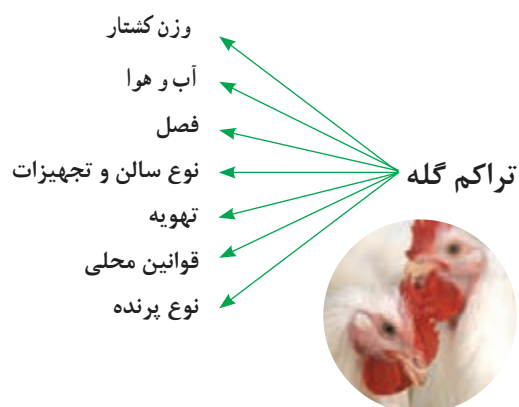 تراکم گله
وزن کشتار
آب و هوا
فصل
نوع سالن و تجهیزات
تهویه
قوانین محلی
نوع پرنده